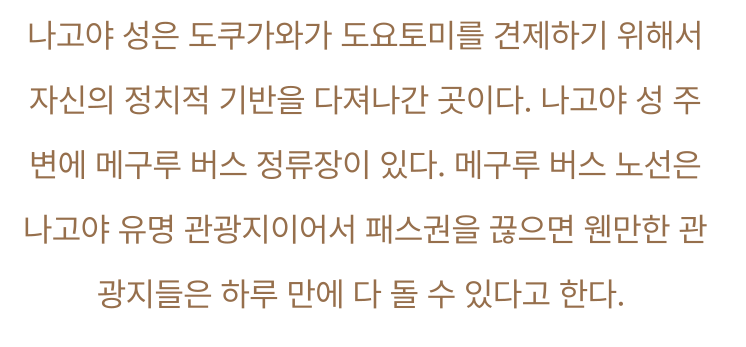 나고야 성은 도쿠가와가 도요토미를 견제하기 위해서
자신의 정치적 기반을 다져나간 곳이다. 나고야 성 주
변에 메구루 버스 정류장이 있다. 메구루 버스 노선은
나고야 유명 관광지이어서 패스권을 끊으면 웬만한 관
광지들은 하루 만에 다 돌 수 있다고 한다.